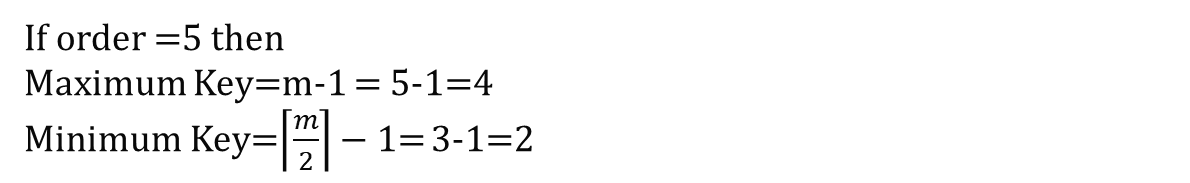 If order =5 then
Maximum Key=m-1 = 5-1=4
Minimum Key=⌈m/2⌉ − 1=3-1=2